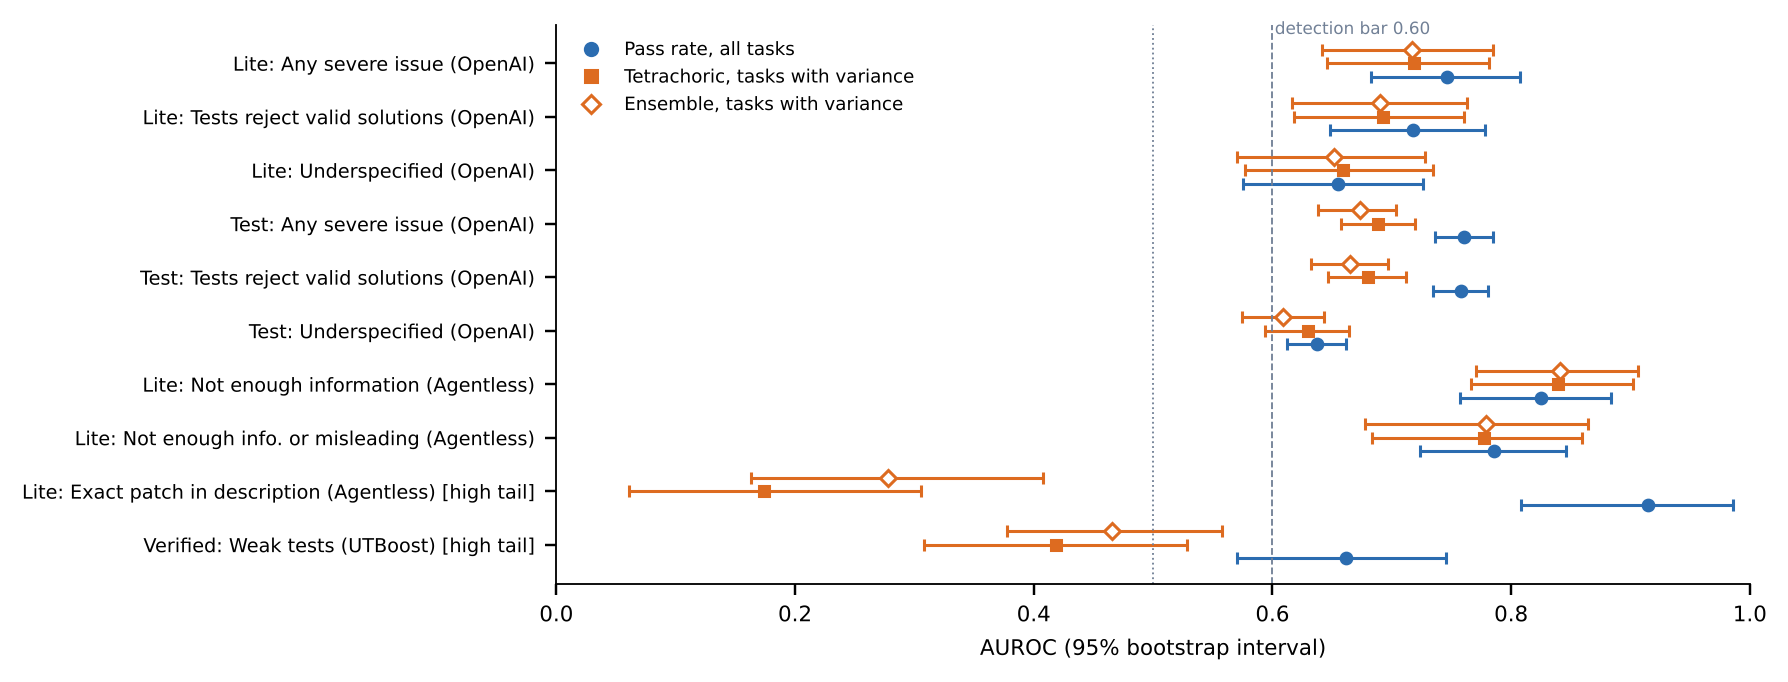 detection bar 0.60
Pass rate, all tasks
Tetrachoric, tasks with variance
Ensemble, tasks with variance
Lite: Any severe issue (OpenAI)
Lite: Tests reject valid solutions (OpenAI)
Lite: Underspecified (OpenAI)
Test: Any severe issue (OpenAI)
Test: Tests reject valid solutions (OpenAI)
Test: Underspecified (OpenAI)
Lite: Not enough information (Agentless)
Lite: Not enough info. or misleading (Agentless)
Lite: Exact patch in description (Agentless) [high tail]
Verified: Weak tests (UTBoost) [high tail]
0.0 0.2 0.4 0.6 0.8 1.0
AUROC (95% bootstrap interval)